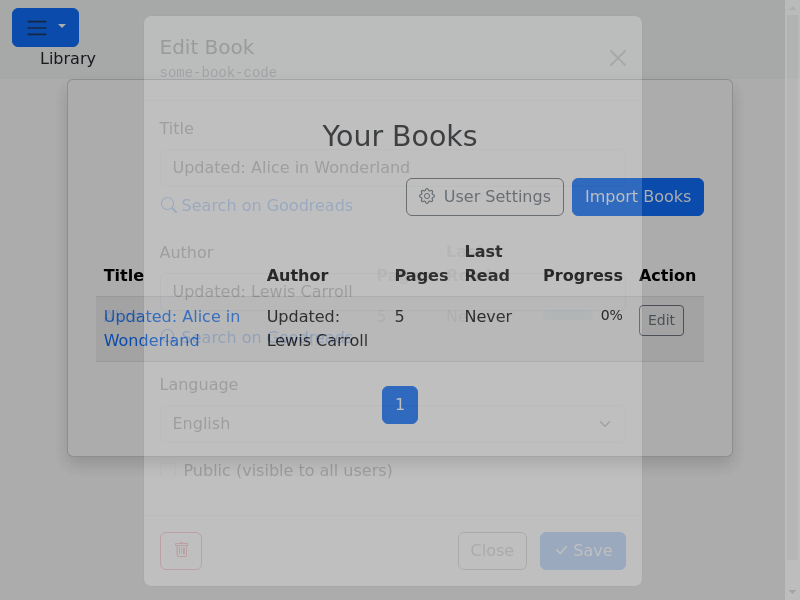 Library
Edit Book
some-book-code
Title
Updated: Alice in Wonderland
Search on Goodreads
Author
Updated: Lewis Carroll
Search on Goodreads
Language
English
Public (visible to all users)
Close
Save
Your Books
User Settings
Import Books
Title
Author
Pages
Last
Read
Progress
Action
Updated: Alice in
Wonderland
Updated:
Lewis Carroll
5
Never
0%
Edit
1